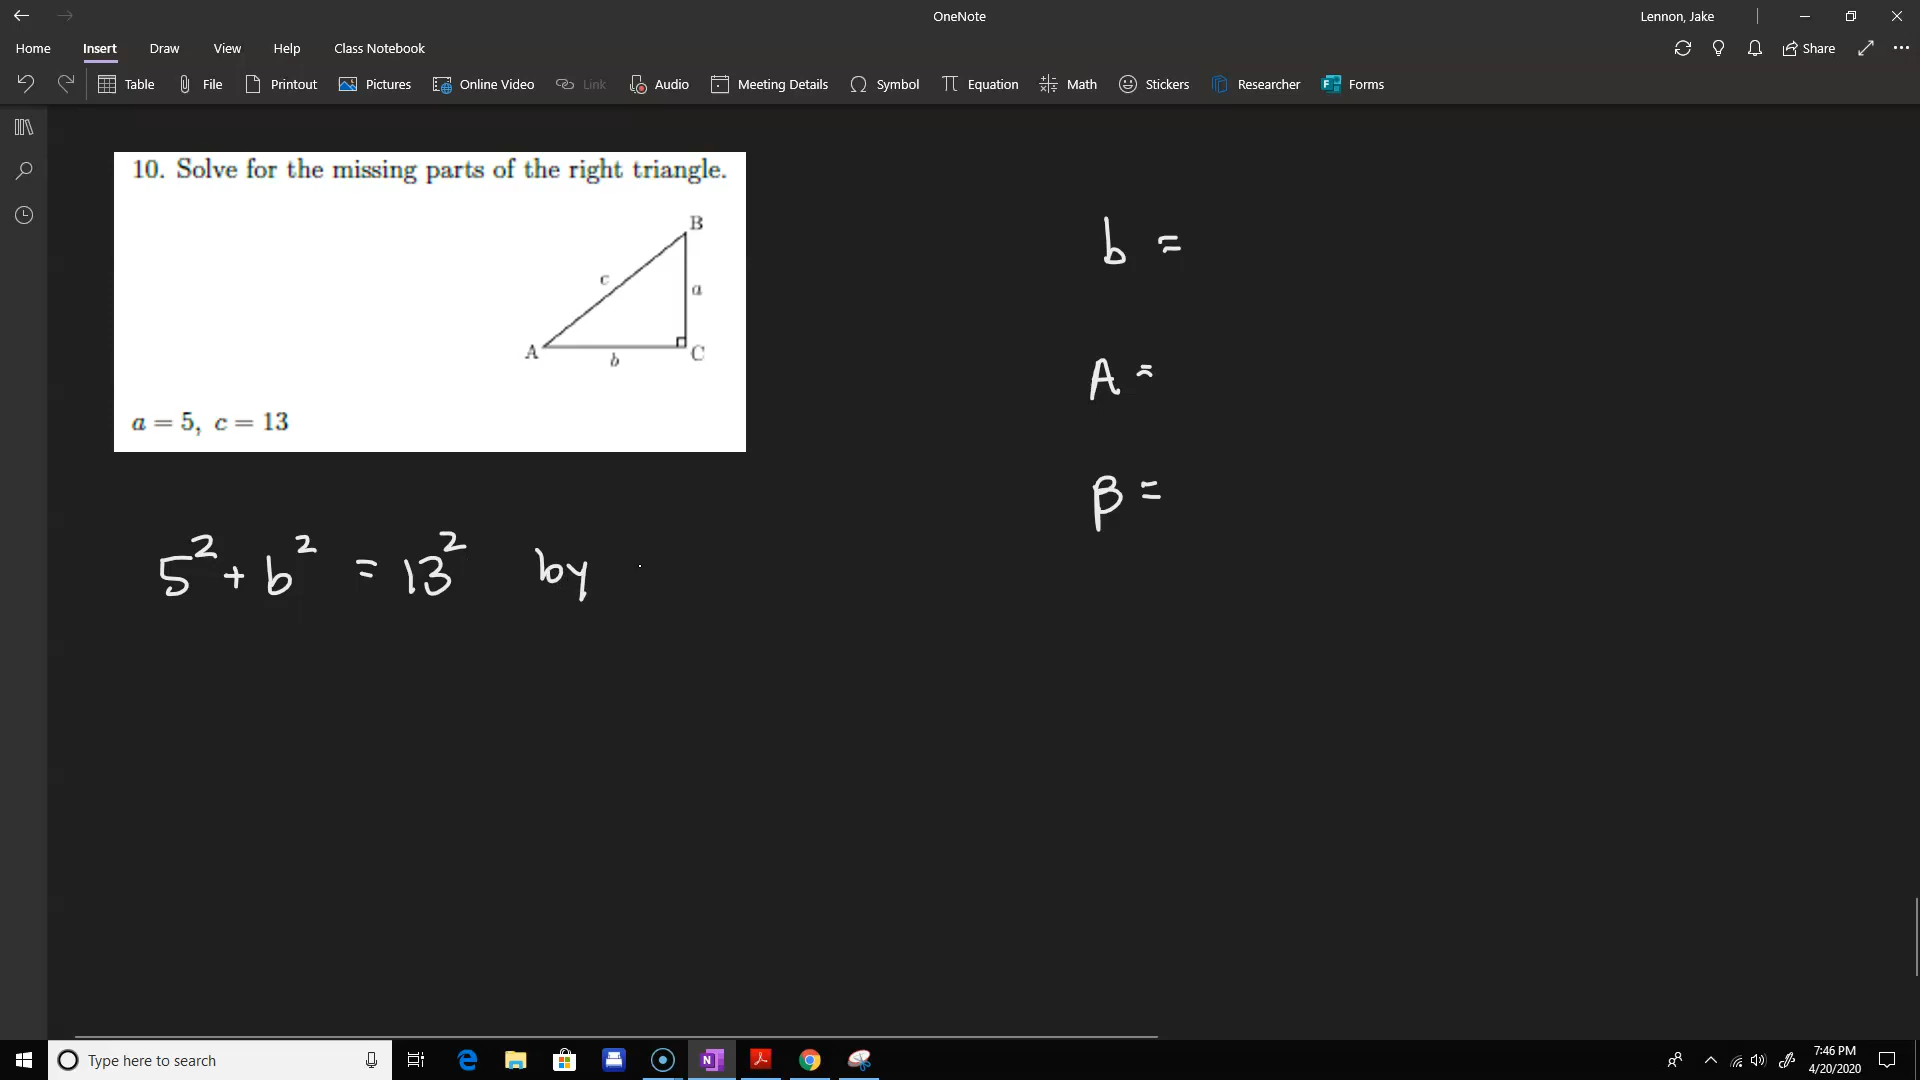 OneNote
Lennon, Jake
Home Insert Draw View Help Class Notebook
Share
Table File Printout Pictures Online Video Link Audio Meeting Details Symbol Equation Math Stickers Researcher Forms
10. Solve for the missing parts of the right triangle.
B
c
a
A
b
C
a = 5, c = 13
b =
A =
B =
5² + b² = 13² by
Type here to search
7:46 PM
4/20/2020